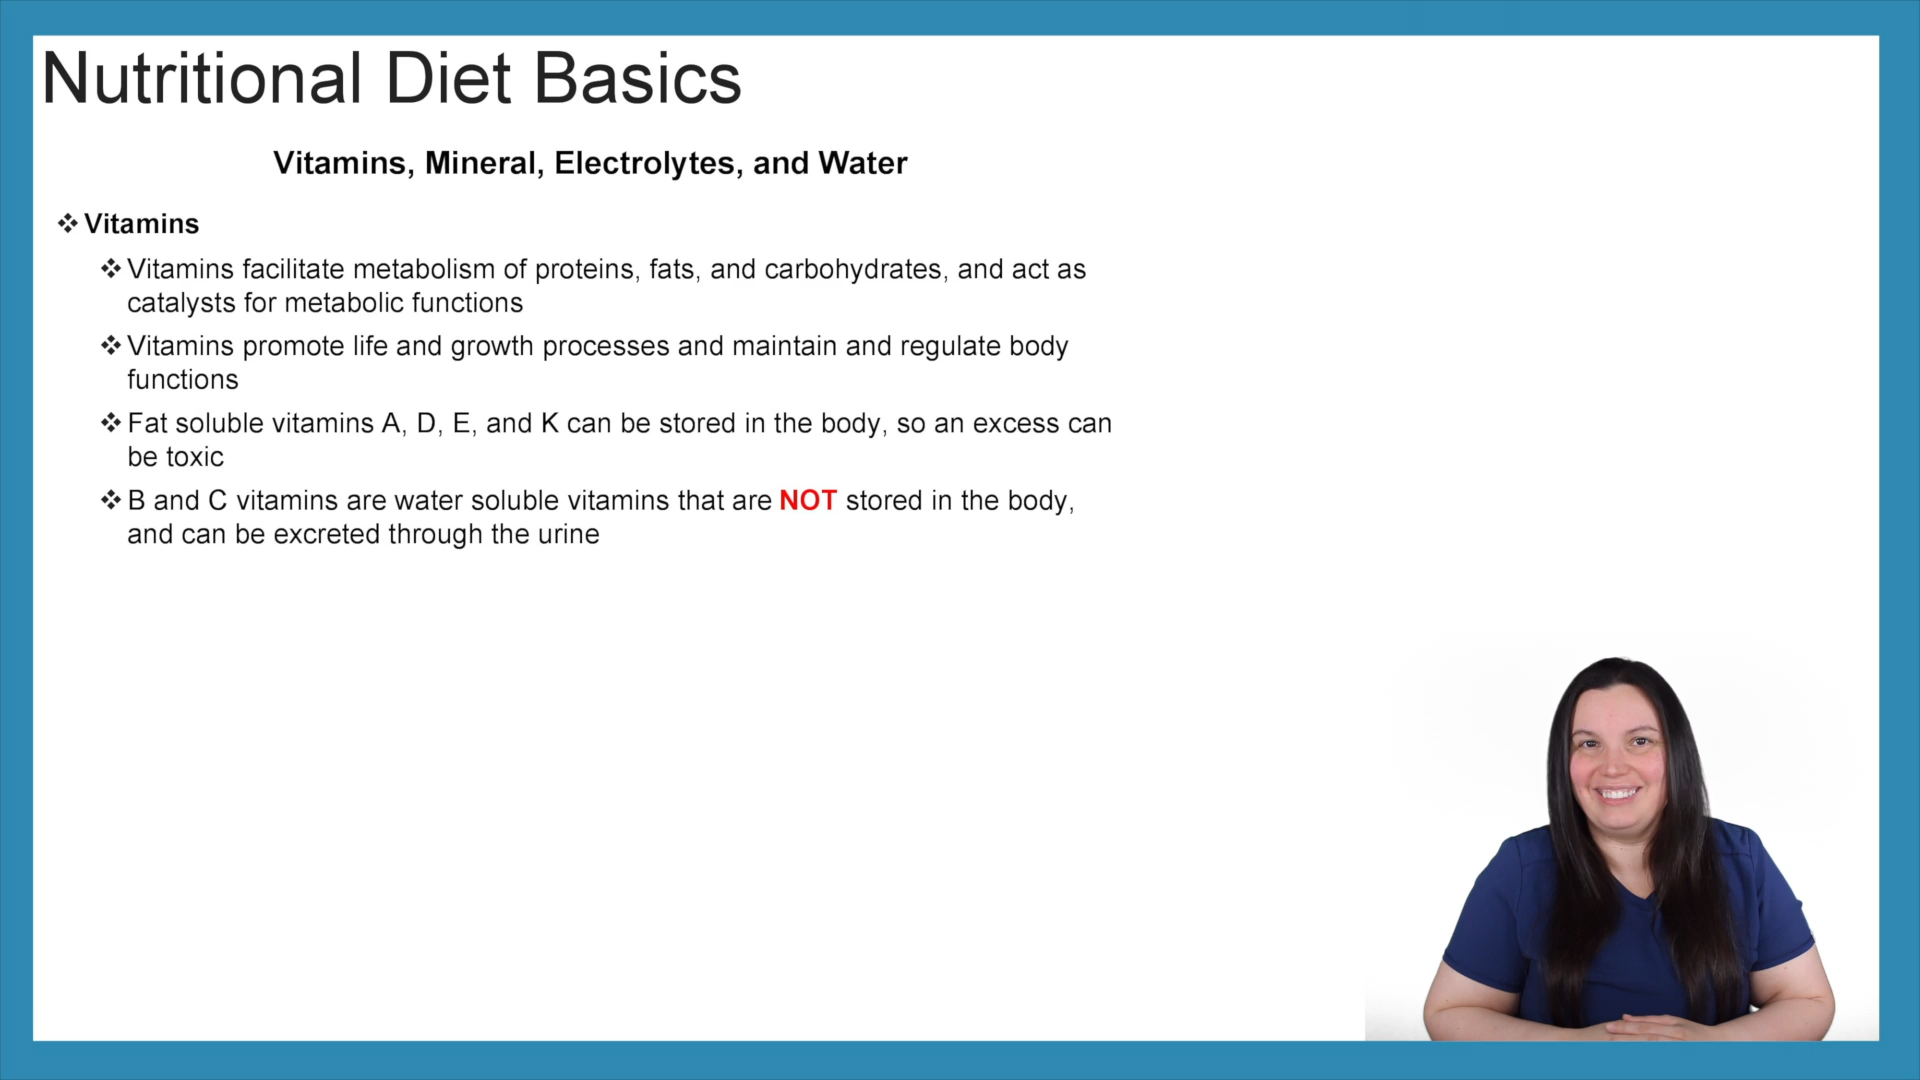 Nutritional Diet Basics
Vitamins, Mineral, Electrolytes, and Water
❖ Vitamins
❖ Vitamins facilitate metabolism of proteins, fats, and carbohydrates, and act as
catalysts for metabolic functions
❖ Vitamins promote life and growth processes and maintain and regulate body
functions
❖ Fat soluble vitamins A, D, E, and K can be stored in the body, so an excess can
be toxic
❖ B and C vitamins are water soluble vitamins that are NOT stored in the body,
and can be excreted through the urine